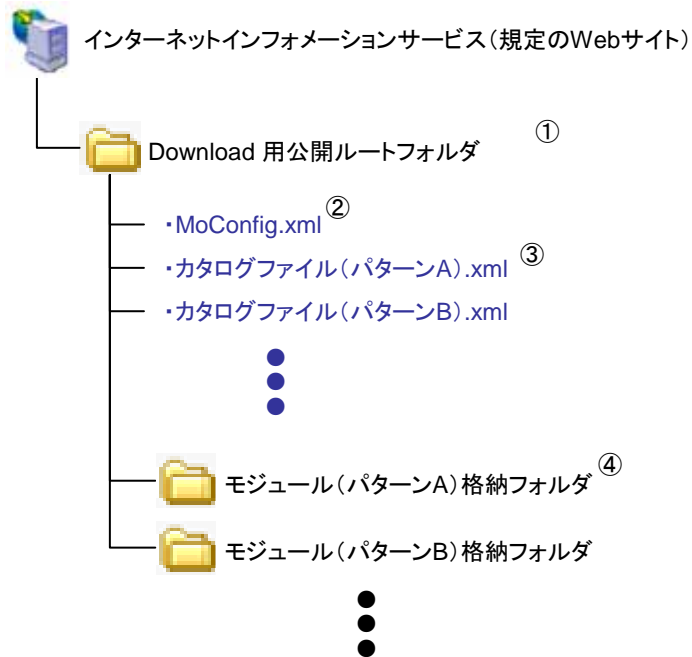 インターネットインフォメーションサービス(規定のWebサイト)
Download 用公開ルートフォルダ ①
・MoConfig.xml ②
・カタログファイル(パターンA).xml ③
・カタログファイル(パターンB).xml
モジュール(パターンA)格納フォルダ ④
モジュール(パターンB)格納フォルダ